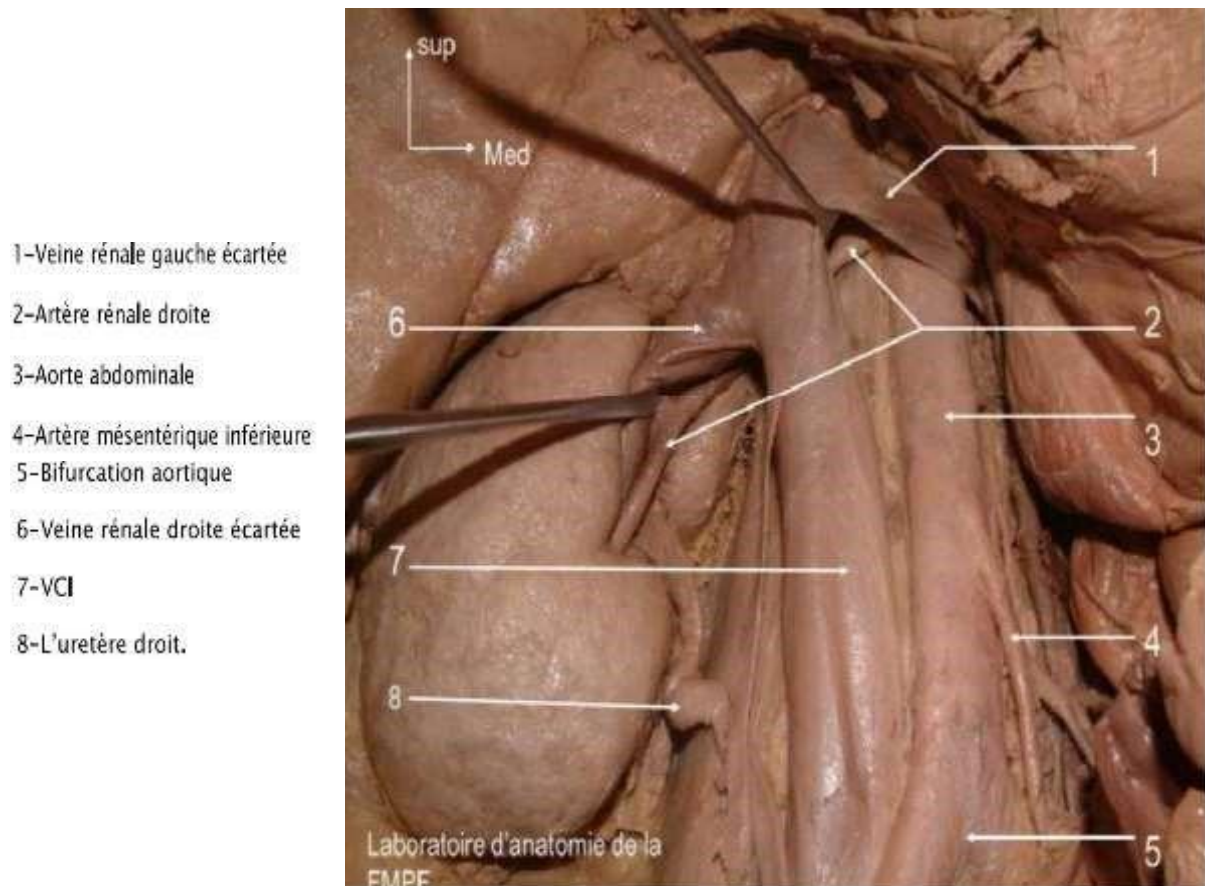 1-Veine rénale gauche écartée
2-Artère rénale droite
3-Aorte abdominale
4-Artère mésentérique inférieure
5-Bifurcation aortique
6-Veine rénale droite écartée
7-VCI
8-L'uretère droit.
sup
Med
1
6
2
3
7
4
8
5
Laboratoire d'anatomie de la
FMPF